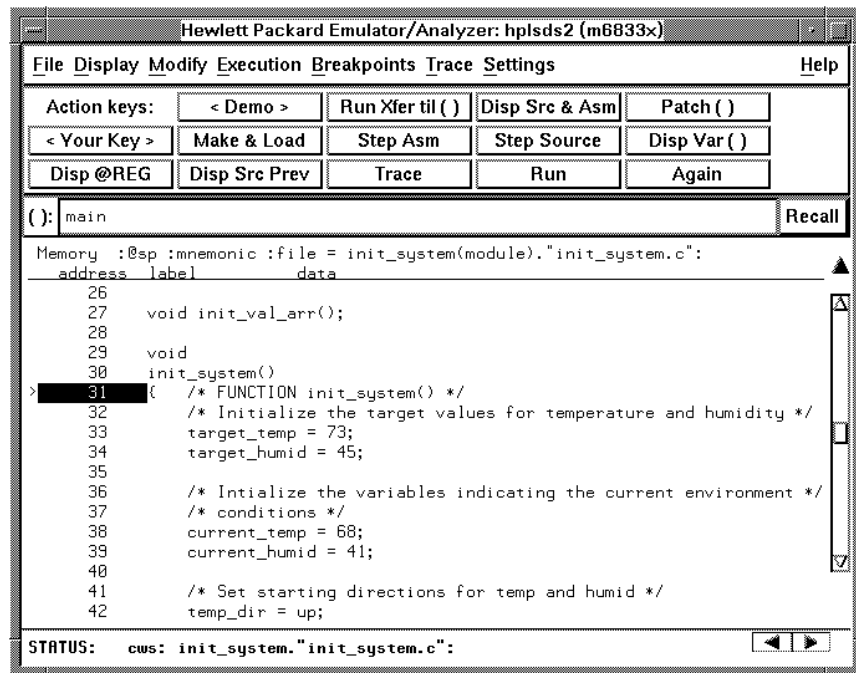 Hewlett Packard Emulator/Analyzer: hplsds2 (m6833x)
File Display Modify Execution Breakpoints Trace Settings Help
Action keys: < Demo > Run Xfer til ( ) Disp Src & Asm Patch ( )
< Your Key > Make & Load Step Asm Step Source Disp Var ( )
Disp @REG Disp Src Prev Trace Run Again
( ): main Recall
Memory :@sp :mnemonic :file = init_system(module)."init_system.c":
address label data
26
27 void init_val_arr();
28
29 void
30 init_system()
> 31 { /* FUNCTION init_system() */
32 /* Initialize the target values for temperature and humidity */
33 target_temp = 73;
34 target_humid = 45;
35
36 /* Intialize the variables indicating the current environment */
37 /* conditions */
38 current_temp = 68;
39 current_humid = 41;
40
41 /* Set starting directions for temp and humid */
42 temp_dir = up;
STATUS: cws: init_system."init_system.c":